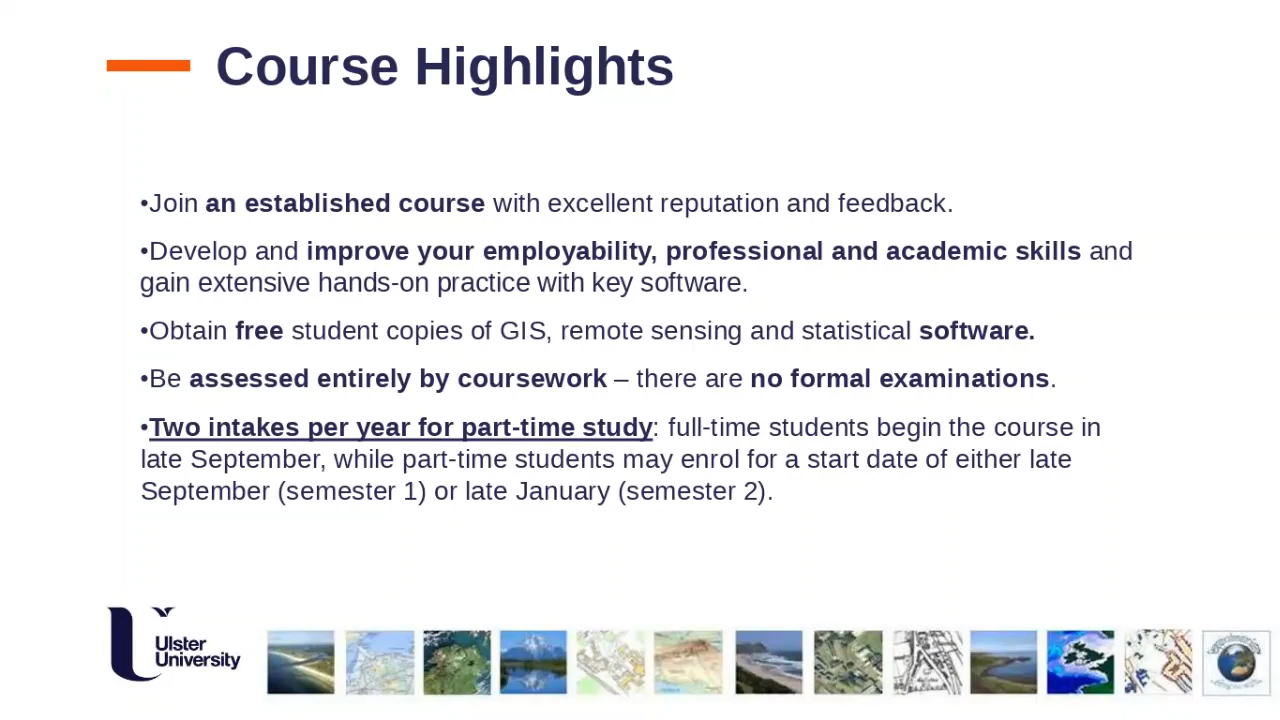 Course Highlights
•Join an established course with excellent reputation and feedback.
•Develop and improve your employability, professional and academic skills and
gain extensive hands-on practice with key software.
•Obtain free student copies of GIS, remote sensing and statistical software.
•Be assessed entirely by coursework – there are no formal examinations.
•Two intakes per year for part-time study: full-time students begin the course in
late September, while part-time students may enrol for a start date of either late
September (semester 1) or late January (semester 2).
Ulster
University